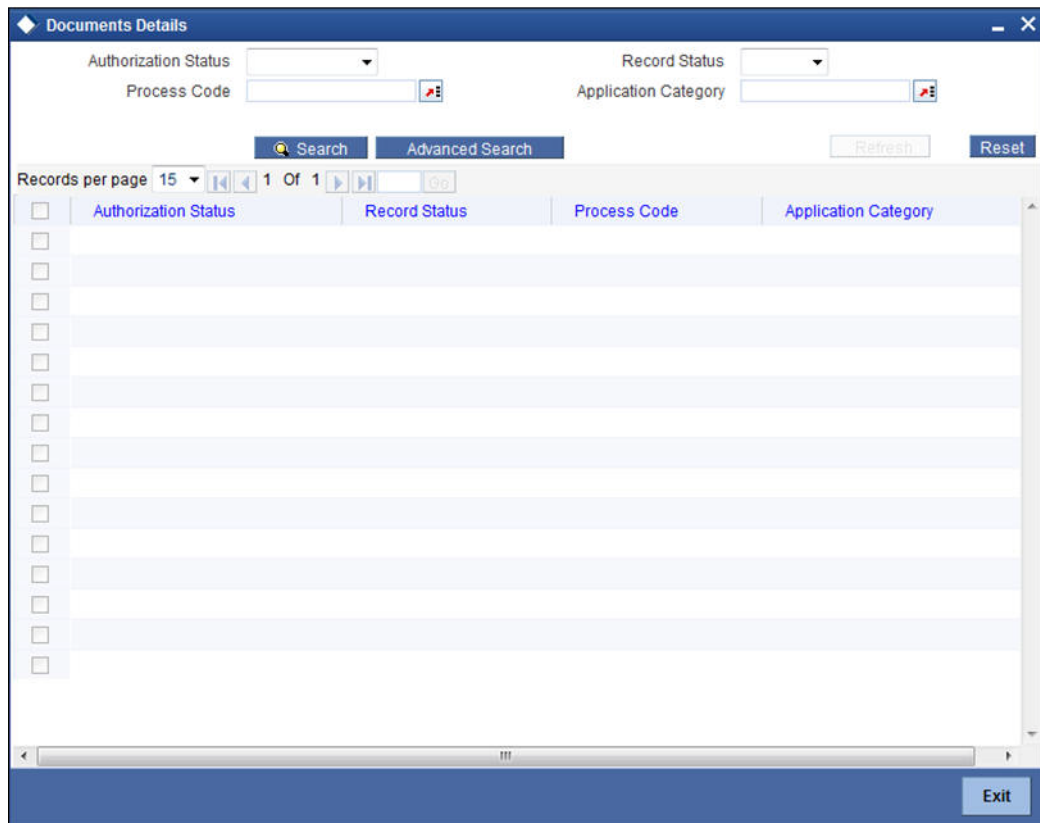 Documents Details
Authorization Status Record Status
Process Code Application Category
Search Advanced Search Refresh Reset
Records per page 15 1 Of 1 Go
Authorization Status Record Status Process Code Application Category
Exit